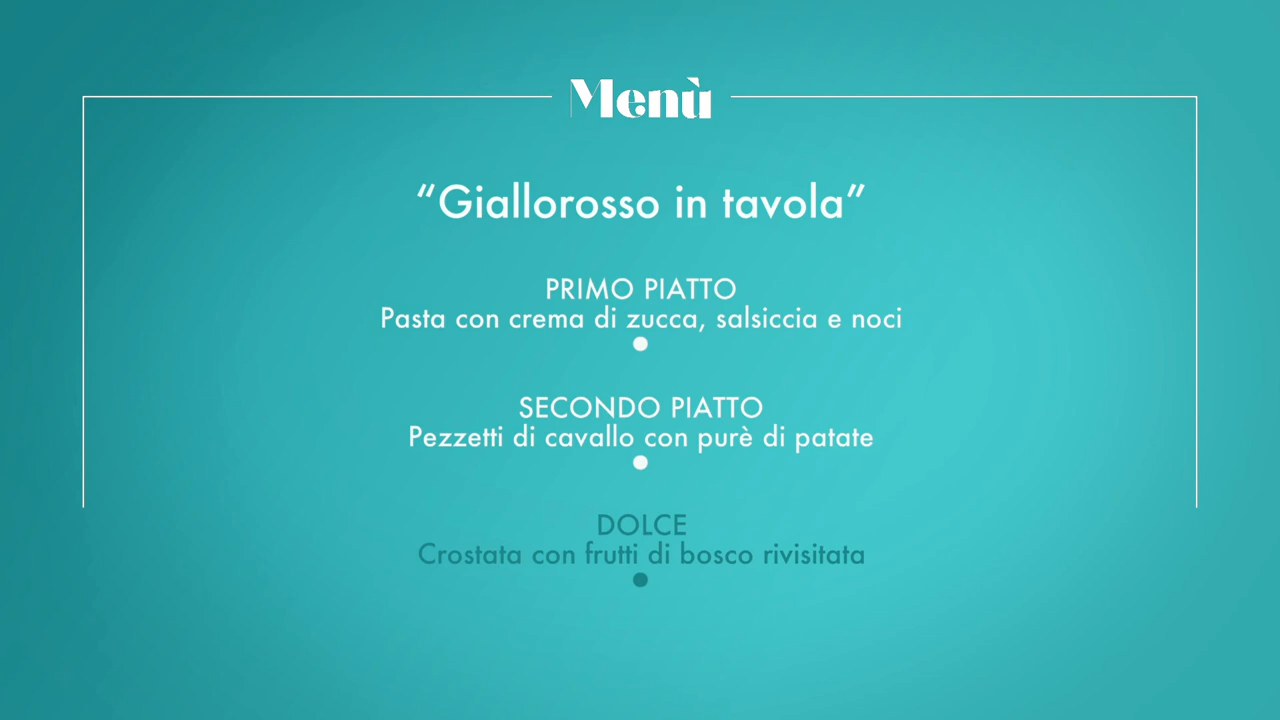 Menù
“Giallorosso in tavola”
PRIMO PIATTO
Pasta con crema di zucca, salsiccia e noci
SECONDO PIATTO
Pezzetti di cavallo con purè di patate
DOLCE
Crostata con frutti di bosco rivisitata